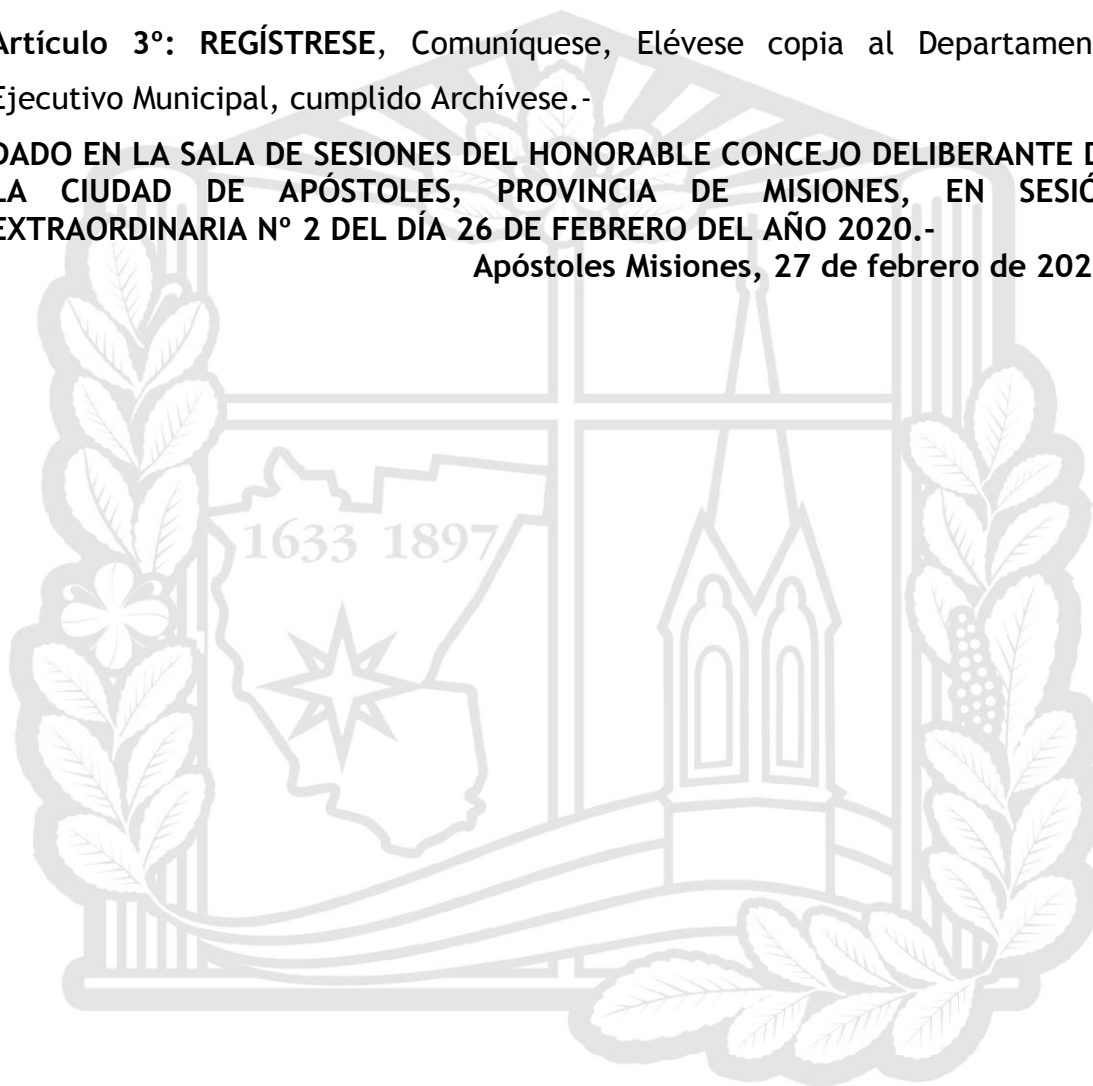 Artículo 3º: REGÍSTRESE, Comuníquese, Elévese copia al Departamen
Ejecutivo Municipal, cumplido Archívese.-
DADO EN LA SALA DE SESIONES DEL HONORABLE CONCEJO DELIBERANTE D
LA CIUDAD DE APÓSTOLES, PROVINCIA DE MISIONES, EN SESIÓ
EXTRAORDINARIA Nº 2 DEL DÍA 26 DE FEBRERO DEL AÑO 2020.-
Apóstoles Misiones, 27 de febrero de 202
1633 1897